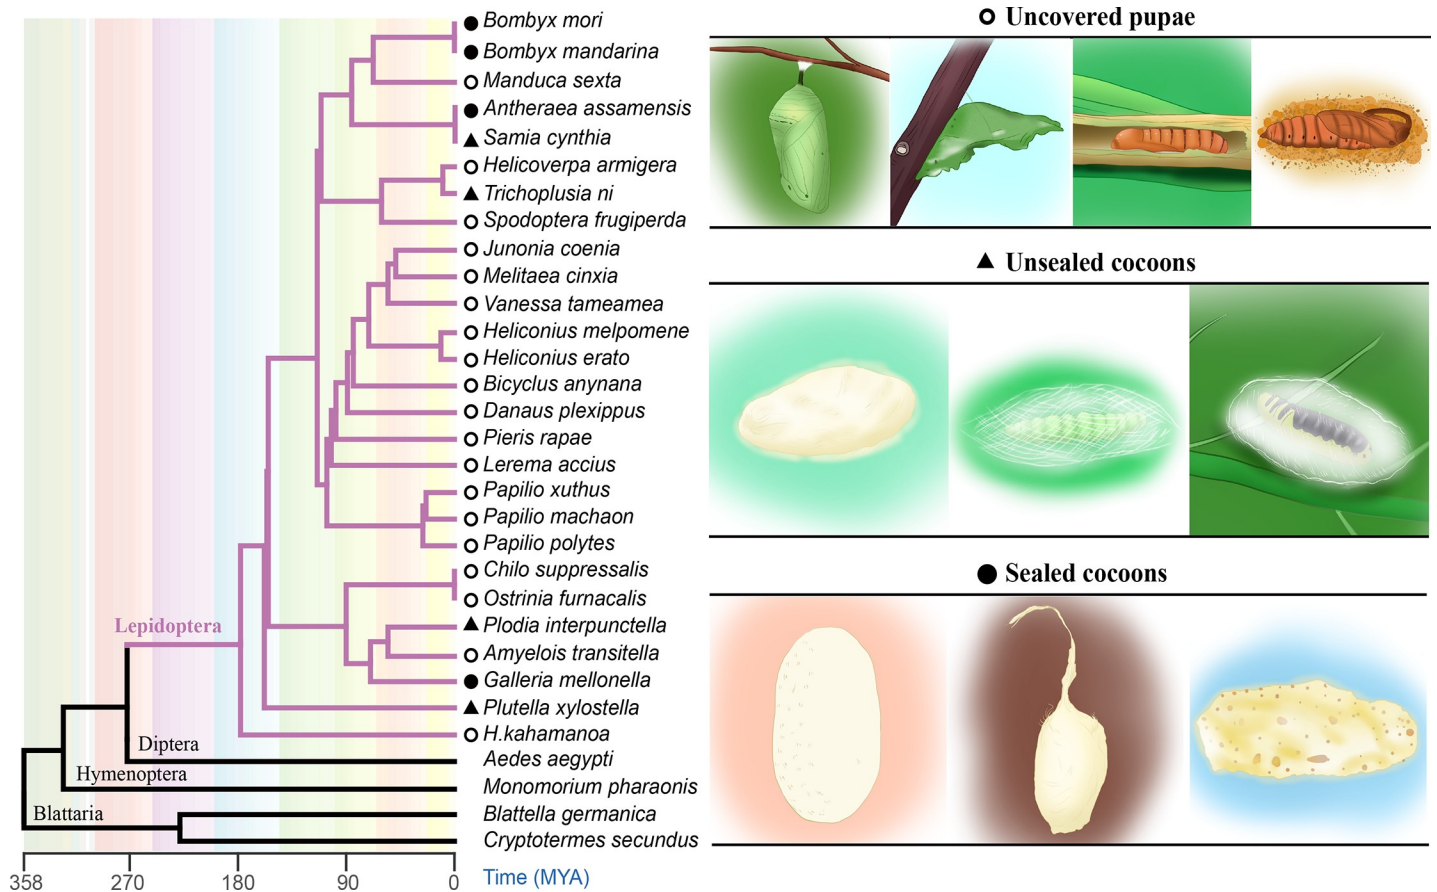 Bombyx mori
Bombyx mandarina
Manduca sexta
Antheraea assamensis
Samia cynthia
Helicoverpa armigera
Trichoplusia ni
Spodoptera frugiperda
Junonia coenia
Melitaea cinxia
Vanessa tameamea
Heliconius melpomene
Heliconius erato
Bicyclus anynana
Danaus plexippus
Pieris rapae
Lerema accius
Papilio xuthus
Papilio machaon
Papilio polytes
Chilo suppressalis
Ostrinia furnacalis
Plodia interpunctella
Amyelois transitella
Galleria mellonella
Plutella xylostella
H.kahamanoa
Aedes aegypti
Monomorium pharaonis
Blattella germanica
Cryptotermes secundus
Lepidoptera
Diptera
Hymenoptera
Blattaria
358 270 180 90 0 Time (MYA)
Uncovered pupae
Unsealed cocoons
Sealed cocoons